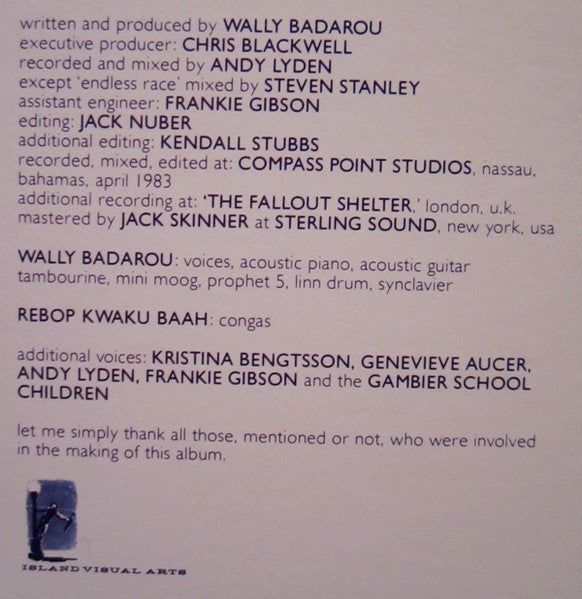 written and produced by WALLY BADAROU
executive producer: CHRIS BLACKWELL
recorded and mixed by ANDY LYDEN
except 'endless race' mixed by STEVEN STANLEY
assistant engineer: FRANKIE GIBSON
editing: JACK NUBER
additional editing: KENDALL STUBBS
recorded, mixed, edited at: COMPASS POINT STUDIOS, nassau,
bahamas, april 1983
additional recording at: 'THE FALLOUT SHELTER,' london, u.k.
mastered by JACK SKINNER at STERLING SOUND, new york, usa
WALLY BADAROU: voices, acoustic piano, acoustic guitar
tambourine, mini moog, prophet 5, linn drum, synclavier
REBOP KWAKU BAAH: congas
additional voices: KRISTINA BENGTSSON, GENEVIEVE AUCER,
ANDY LYDEN, FRANKIE GIBSON and the GAMBIER SCHOOL
CHILDREN
let me simply thank all those, mentioned or not, who were involved
in the making of this album.
ISLAND VISUAL ARTS